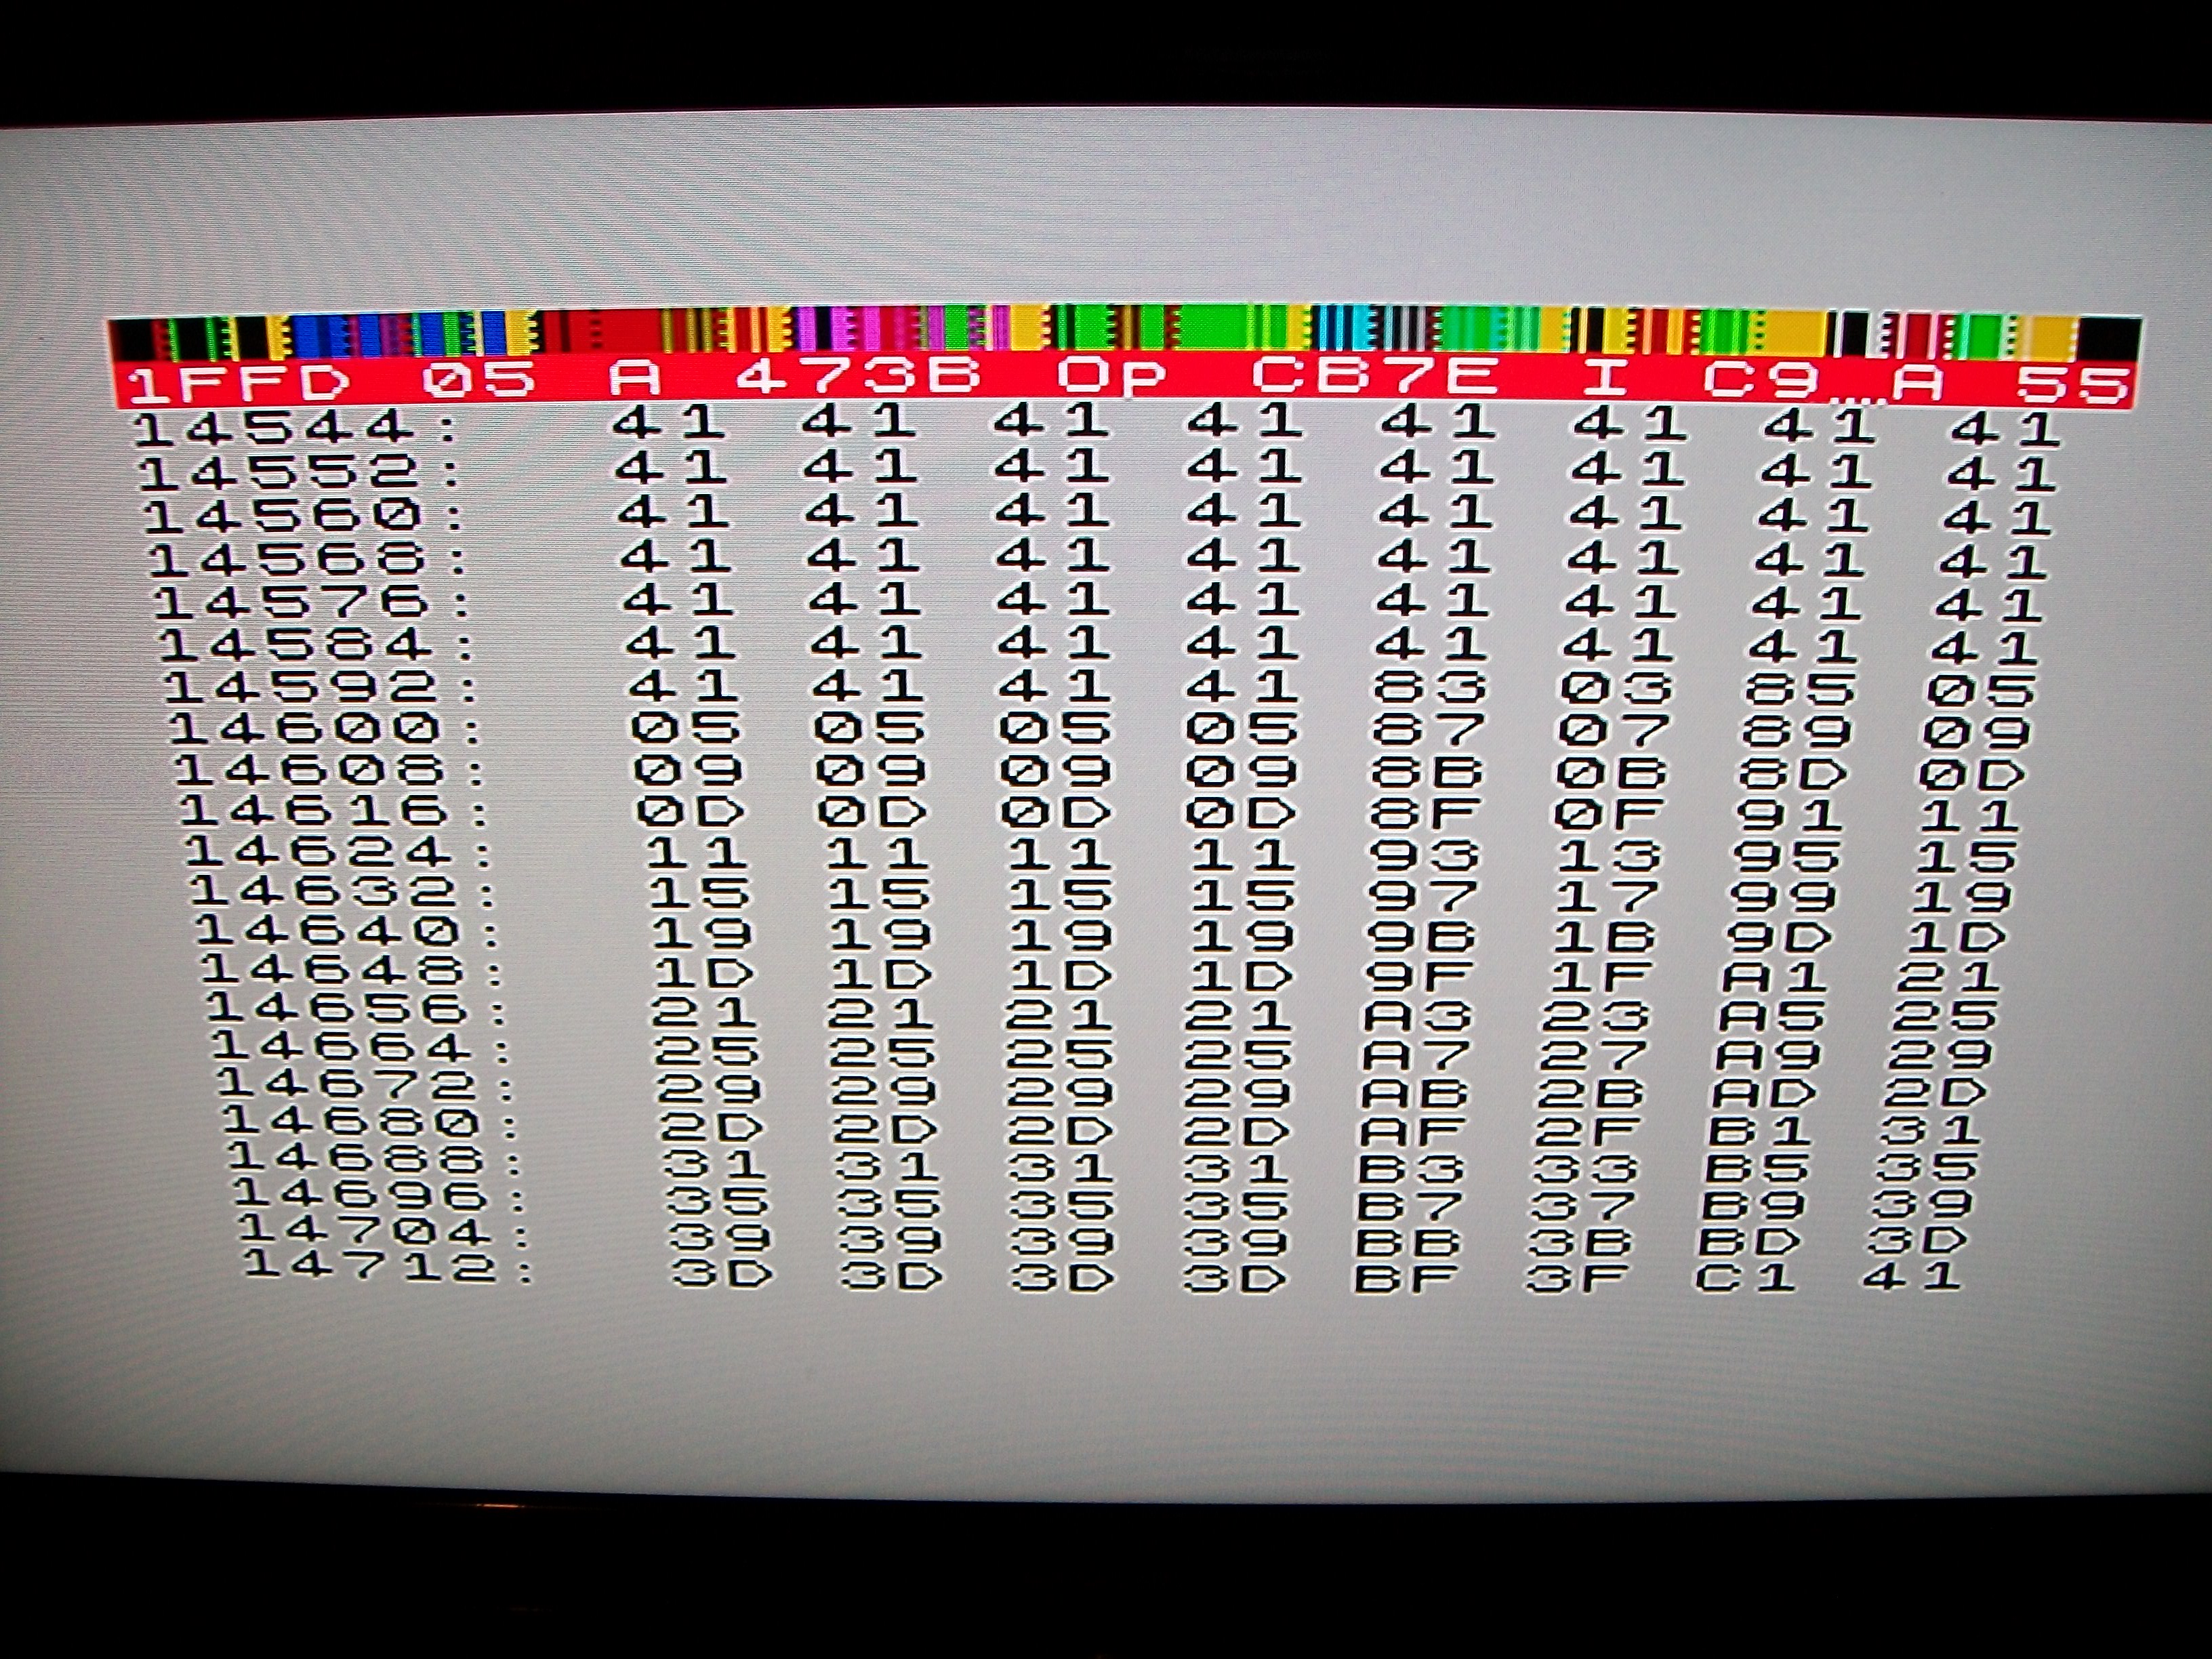 1FFD 05 A 473B Op CB7E I C9 A 55
14544: 41 41 41 41 41 41 41 41
14552: 41 41 41 41 41 41 41 41
14560: 41 41 41 41 41 41 41 41
14568: 41 41 41 41 41 41 41 41
14576: 41 41 41 41 41 41 41 41
14584: 41 41 41 41 41 41 41 41
14592: 41 41 41 41 83 03 85 05
14600: 05 05 05 05 87 07 89 09
14608: 09 09 09 09 8B 0B 8D 0D
14616: 0D 0D 0D 0D 8F 0F 91 11
14624: 11 11 11 11 93 13 95 15
14632: 15 15 15 15 97 17 99 19
14640: 19 19 19 19 9B 1B 9D 1D
14648: 1D 1D 1D 1D 9F 1F A1 21
14656: 21 21 21 21 A3 23 A5 25
14664: 25 25 25 25 A7 27 A9 29
14672: 29 29 29 29 AB 2B AD 2D
14680: 2D 2D 2D 2D AF 2F B1 31
14688: 31 31 31 31 B3 33 B5 35
14696: 35 35 35 35 B7 37 B9 39
14704: 39 39 39 39 BB 3B BD 3D
14712: 3D 3D 3D 3D BF 3F C1 41